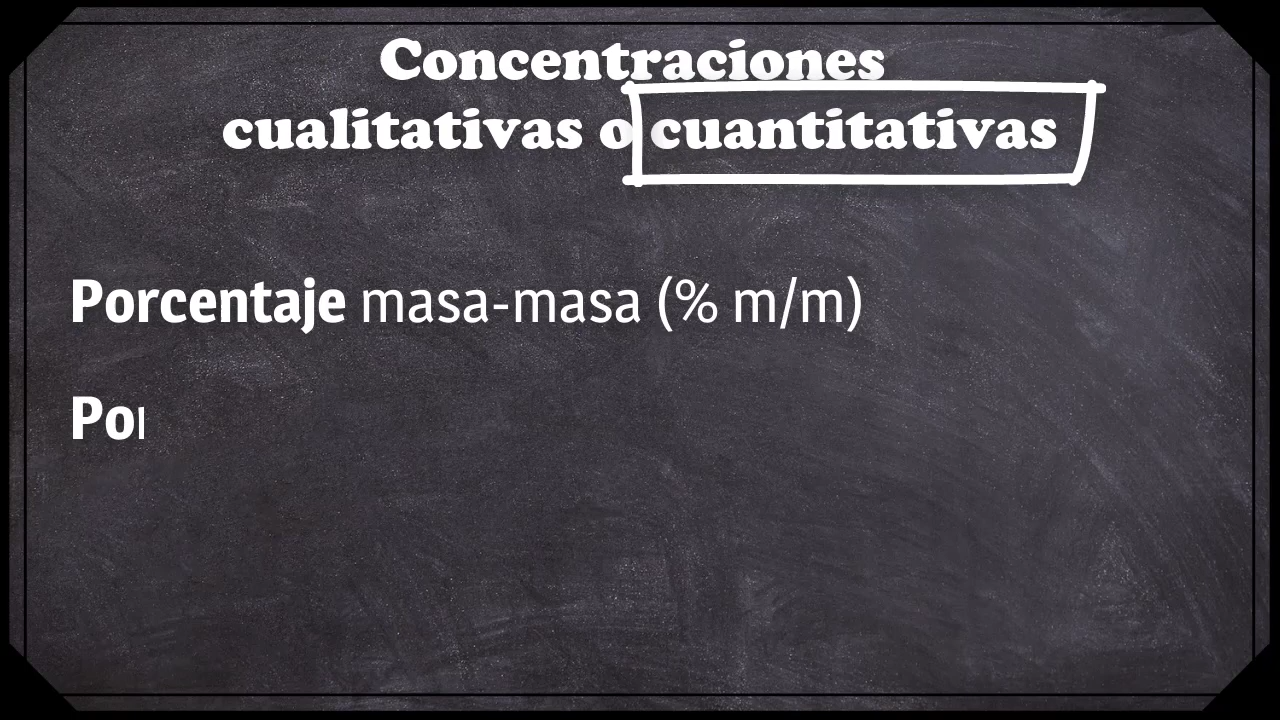 Concentraciones
cualitativas o cuantitativas
Porcentaje masa-masa (% m/m)
Po